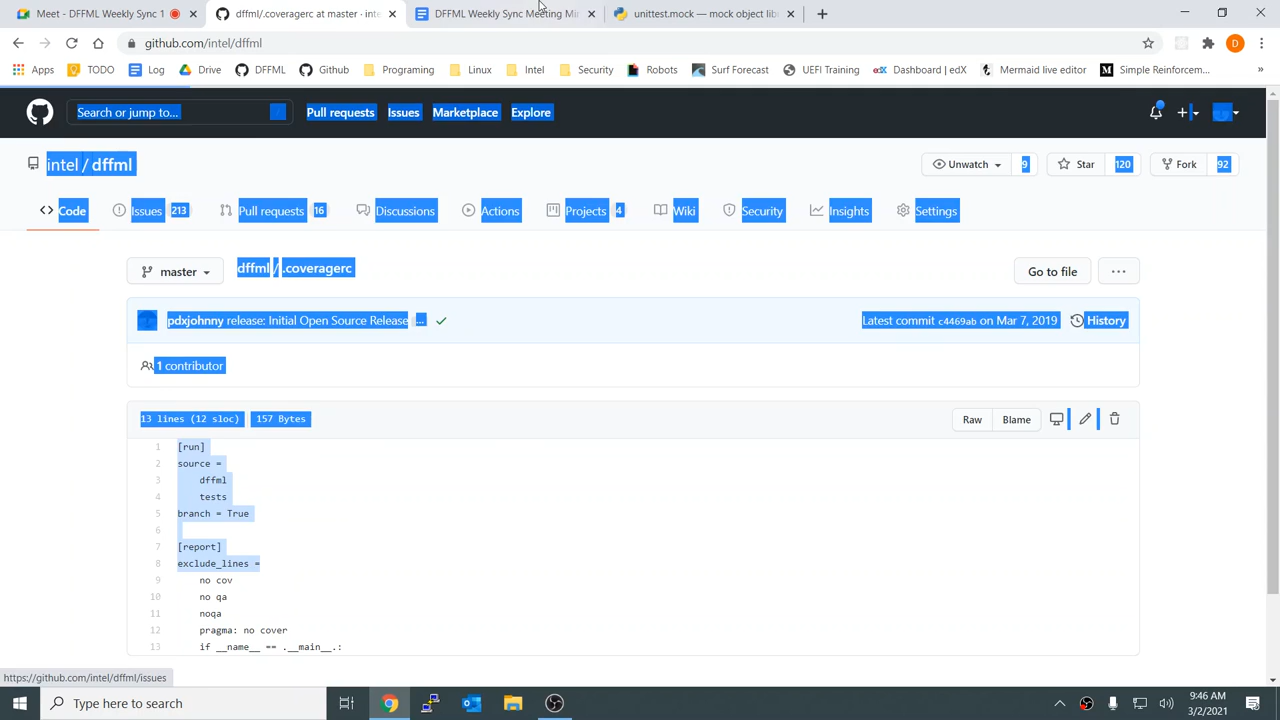 Meet - DFFML Weekly Sync 1
dffml/.coveragerc at master · inte
DFFML Weekly Sync Meeting Min
unittest.mock — mock object lib
github.com/intel/dffml
Apps
TODO
Log
Drive
DFFML
Github
Programing
Linux
Intel
Security
Robots
Surf Forecast
UEFI Training
Dashboard | edX
Mermaid live editor
Simple Reinforcem...
Search or jump to...
Pull requests
Issues
Marketplace
Explore
intel / dffml
Unwatch 9
Star 120
Fork 92
Code
Issues 213
Pull requests 16
Discussions
Actions
Projects 4
Wiki
Security
Insights
Settings
master
dffml / .coveragerc
Go to file
...
pdxjohnny release: Initial Open Source Release ...
Latest commit c4469ab on Mar 7, 2019
History
1 contributor
13 lines (12 sloc) 157 Bytes
Raw
Blame
1 [run]
2 source =
3 dffml
4 tests
5 branch = True
6
7 [report]
8 exclude_lines =
9 no cov
10 no qa
11 noqa
12 pragma: no cover
13 if __name__ == .__main__.:
https://github.com/intel/dffml/issues
Type here to search
9:46 AM
3/2/2021